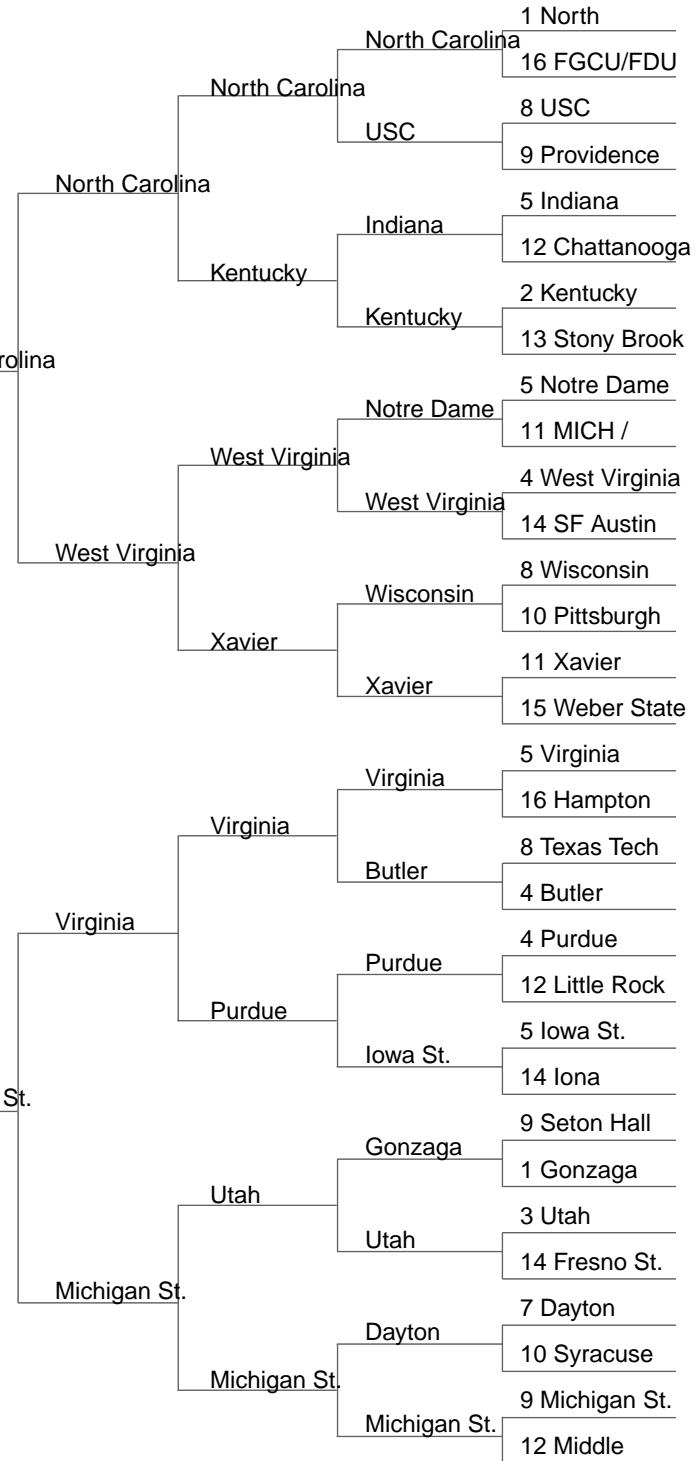 1 North
North Carolina
16 FGCU/FDU
North Carolina
8 USC
USC
9 Providence
North Carolina
5 Indiana
Indiana
12 Chattanooga
Kentucky
2 Kentucky
Kentucky
13 Stony Brook
rolina
5 Notre Dame
Notre Dame
11 MICH /
West Virginia
4 West Virginia
West Virginia
14 SF Austin
West Virginia
8 Wisconsin
Wisconsin
10 Pittsburgh
Xavier
11 Xavier
Xavier
15 Weber State
5 Virginia
Virginia
16 Hampton
Virginia
8 Texas Tech
Butler
4 Butler
Virginia
4 Purdue
Purdue
12 Little Rock
Purdue
5 Iowa St.
Iowa St.
14 Iona
St.
9 Seton Hall
Gonzaga
1 Gonzaga
Utah
3 Utah
Utah
14 Fresno St.
Michigan St.
7 Dayton
Dayton
10 Syracuse
Michigan St.
9 Michigan St.
Michigan St.
12 Middle